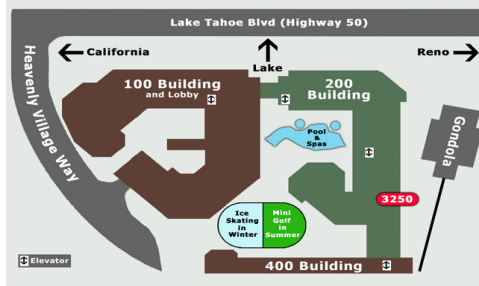 Lake Tahoe Blvd (Highway 50)
California
Lake
Reno
Heavenly Village Way
100 Building
and Lobby
200
Building
Pool
&
Spas
Gondola
3250
Ice
Skating
in
Winter
Mini
Golf
in
Summer
Elevator
400 Building